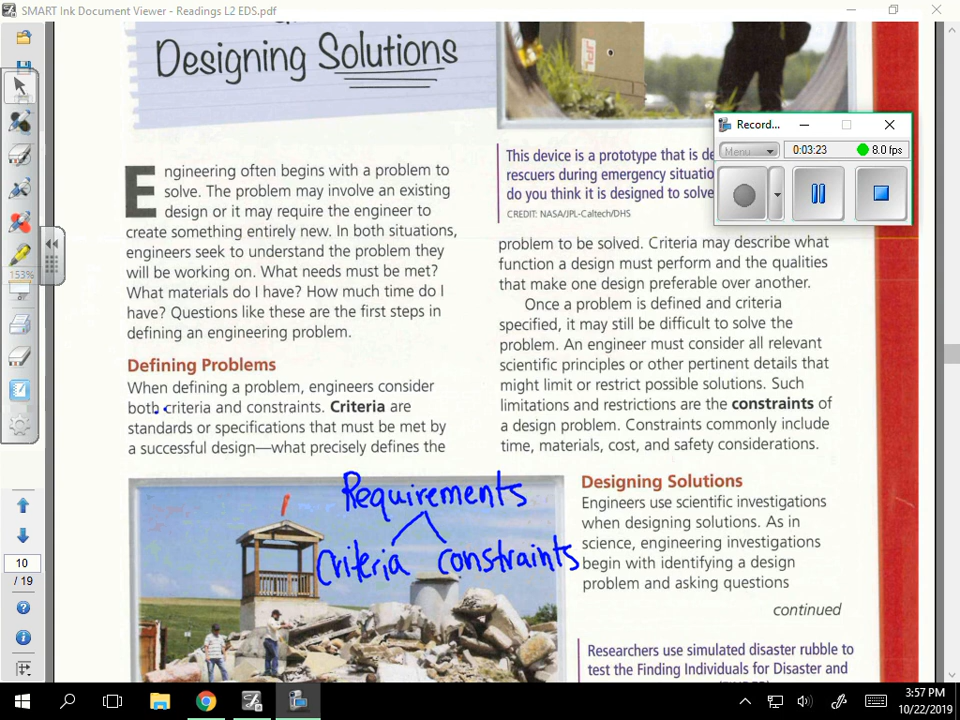 SMART Ink Document Viewer - Readings L2 EDS.pdf
Designing Solutions
Record...
Menu
0:03:23
8.0 fps
This device is a prototype that is de
rescuers during emergency situatio
do you think it is designed to solve
CREDIT: NASA/JPL-Caltech/DHS
JPL
Engineering often begins with a problem to
solve. The problem may involve an existing
design or it may require the engineer to
create something entirely new. In both situations,
engineers seek to understand the problem they
will be working on. What needs must be met?
What materials do I have? How much time do I
have? Questions like these are the first steps in
defining an engineering problem.
Defining Problems
When defining a problem, engineers consider
both criteria and constraints. Criteria are
standards or specifications that must be met by
a successful design—what precisely defines the
problem to be solved. Criteria may describe what
function a design must perform and the qualities
that make one design preferable over another.
Once a problem is defined and criteria
specified, it may still be difficult to solve the
problem. An engineer must consider all relevant
scientific principles or other pertinent details that
might limit or restrict possible solutions. Such
limitations and restrictions are the constraints of
a design problem. Constraints commonly include
time, materials, cost, and safety considerations.
Requirements
Criteria constraints
Designing Solutions
Engineers use scientific investigations
when designing solutions. As in
science, engineering investigations
begin with identifying a design
problem and asking questions
continued
Researchers use simulated disaster rubble to
test the Finding Individuals for Disaster and
153%
10
/ 19
3:57 PM
10/22/2019